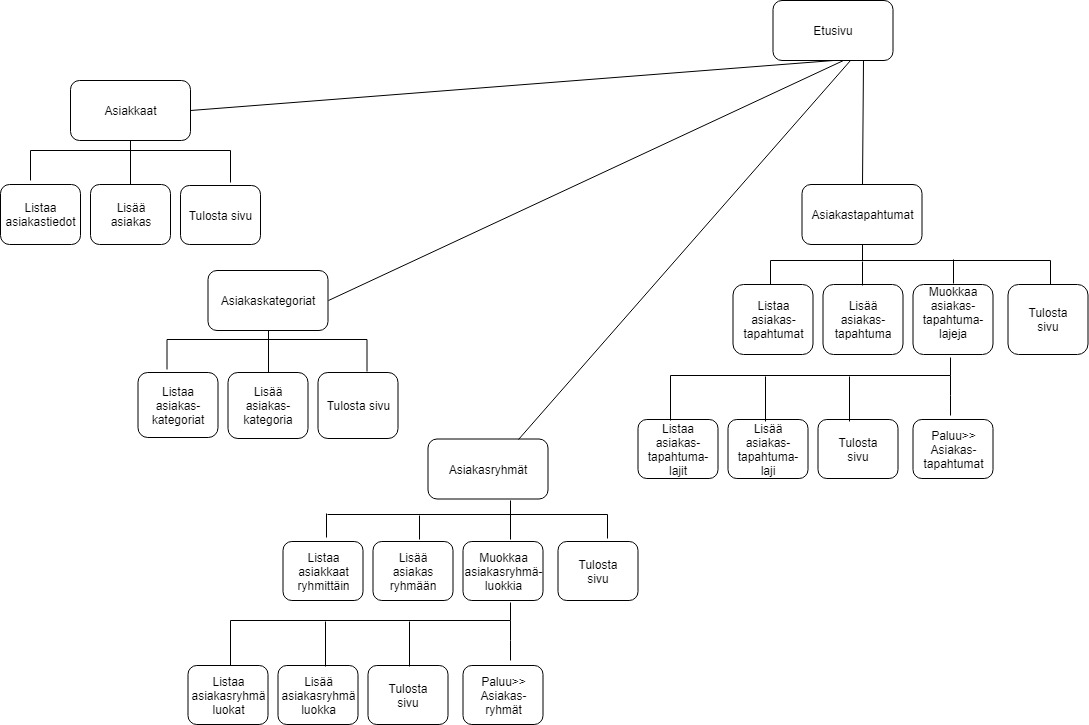 Etusivu
Asiakkaat
Listaa
asiakastiedot
Lisää
asiakas
Tulosta sivu
Asiakaskategoriat
Listaa
asiakas-
kategoriat
Lisää
asiakas-
kategoria
Tulosta sivu
Asiakasryhmät
Listaa
asiakkaat
ryhmittäin
Lisää
asiakas
ryhmään
Muokkaa
asiakasryhmä-
luokkia
Tulosta
sivu
Listaa
asiakasryhmä
luokat
Lisää
asiakasryhmä
luokka
Tulosta
sivu
Paluu>>
Asiakas-
ryhmät
Asiakastapahtumat
Listaa
asiakas-
tapahtumat
Lisää
asiakas-
tapahtuma
Muokkaa
asiakas-
tapahtuma-
lajeja
Tulosta
sivu
Listaa
asiakas-
tapahtuma-
lajit
Lisää
asiakas-
tapahtuma-
laji
Tulosta
sivu
Paluu>>
Asiakas-
tapahtumat